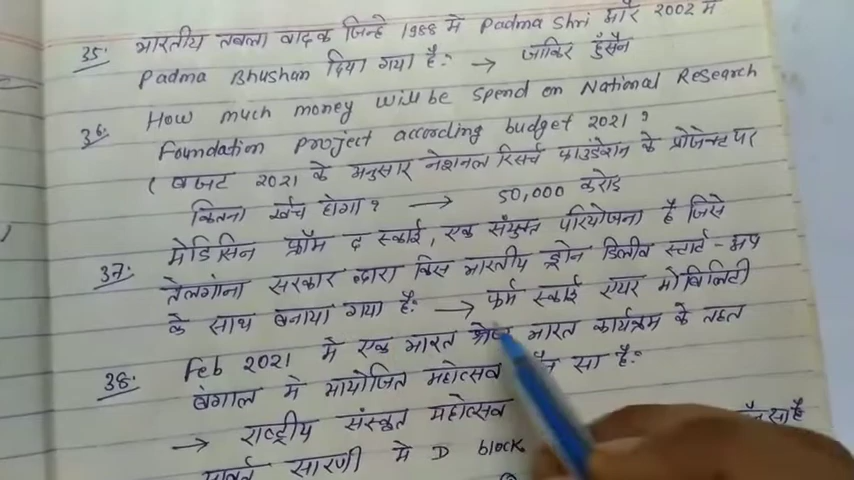 35. भारतीय तबला वादक जिन्हे 1988 मे Padma Shri और 2002 मे
Padma Bhushan दिया गया है:- → जाकिर हुँसैन
36. How much money will be spend on National Research
Foundation project according budget 2021?
(बजट 2021 के अनुसार नेशनल रिसर्च फाउंडेशन के प्रोजेक्ट पर
कितना खर्च होगा? → 50,000 करोड
37. मेडिसिन फ्रॉम द स्काई, एक संयुक्त परियोजना है जिसे
तेलगांना सरकार द्वारा किस भारतीय ड्रोन डिलीव स्टार्ट-अप
के साथ बनाया गया है:- → फर्म स्काई एयर मोबिलिटी
38. Feb 2021 मे एक भारत श्रेष्ठ भारत कार्यक्रम के तहत
बंगाल मे आयोजित महोत्सव सा है:-
→ राष्ट्रीय संस्कृत महोत्सव
सारणी मे D block